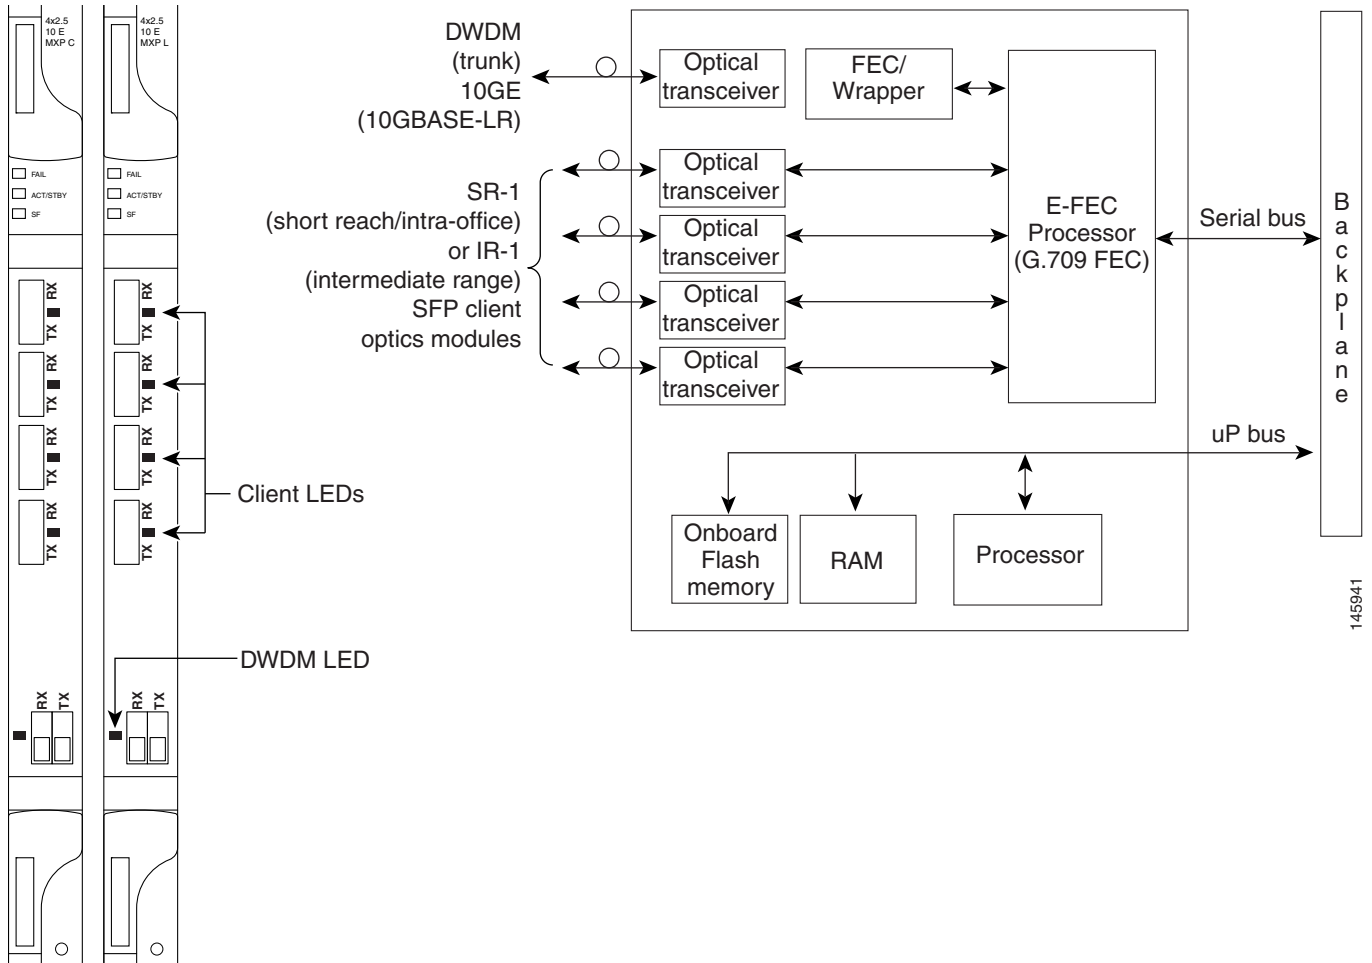 4x2.5
10 E
MXP C
4x2.5
10 E
MXP L
FAIL
ACT/STBY
SF
FAIL
ACT/STBY
SF
RX
TX
RX
TX
RX
TX
RX
TX
RX
TX
RX
TX
RX
TX
RX
TX
Client LEDs
DWDM LED
RX
TX
RX
TX
DWDM
(trunk)
10GE
(10GBASE-LR)
SR-1
(short reach/intra-office)
or IR-1
(intermediate range)
SFP client
optics modules
Optical
transceiver
FEC/
Wrapper
Optical
transceiver
Optical
transceiver
Optical
transceiver
Optical
transceiver
E-FEC
Processor
(G.709 FEC)
Serial bus
uP bus
Onboard
Flash
memory
RAM
Processor
Backplane
145941